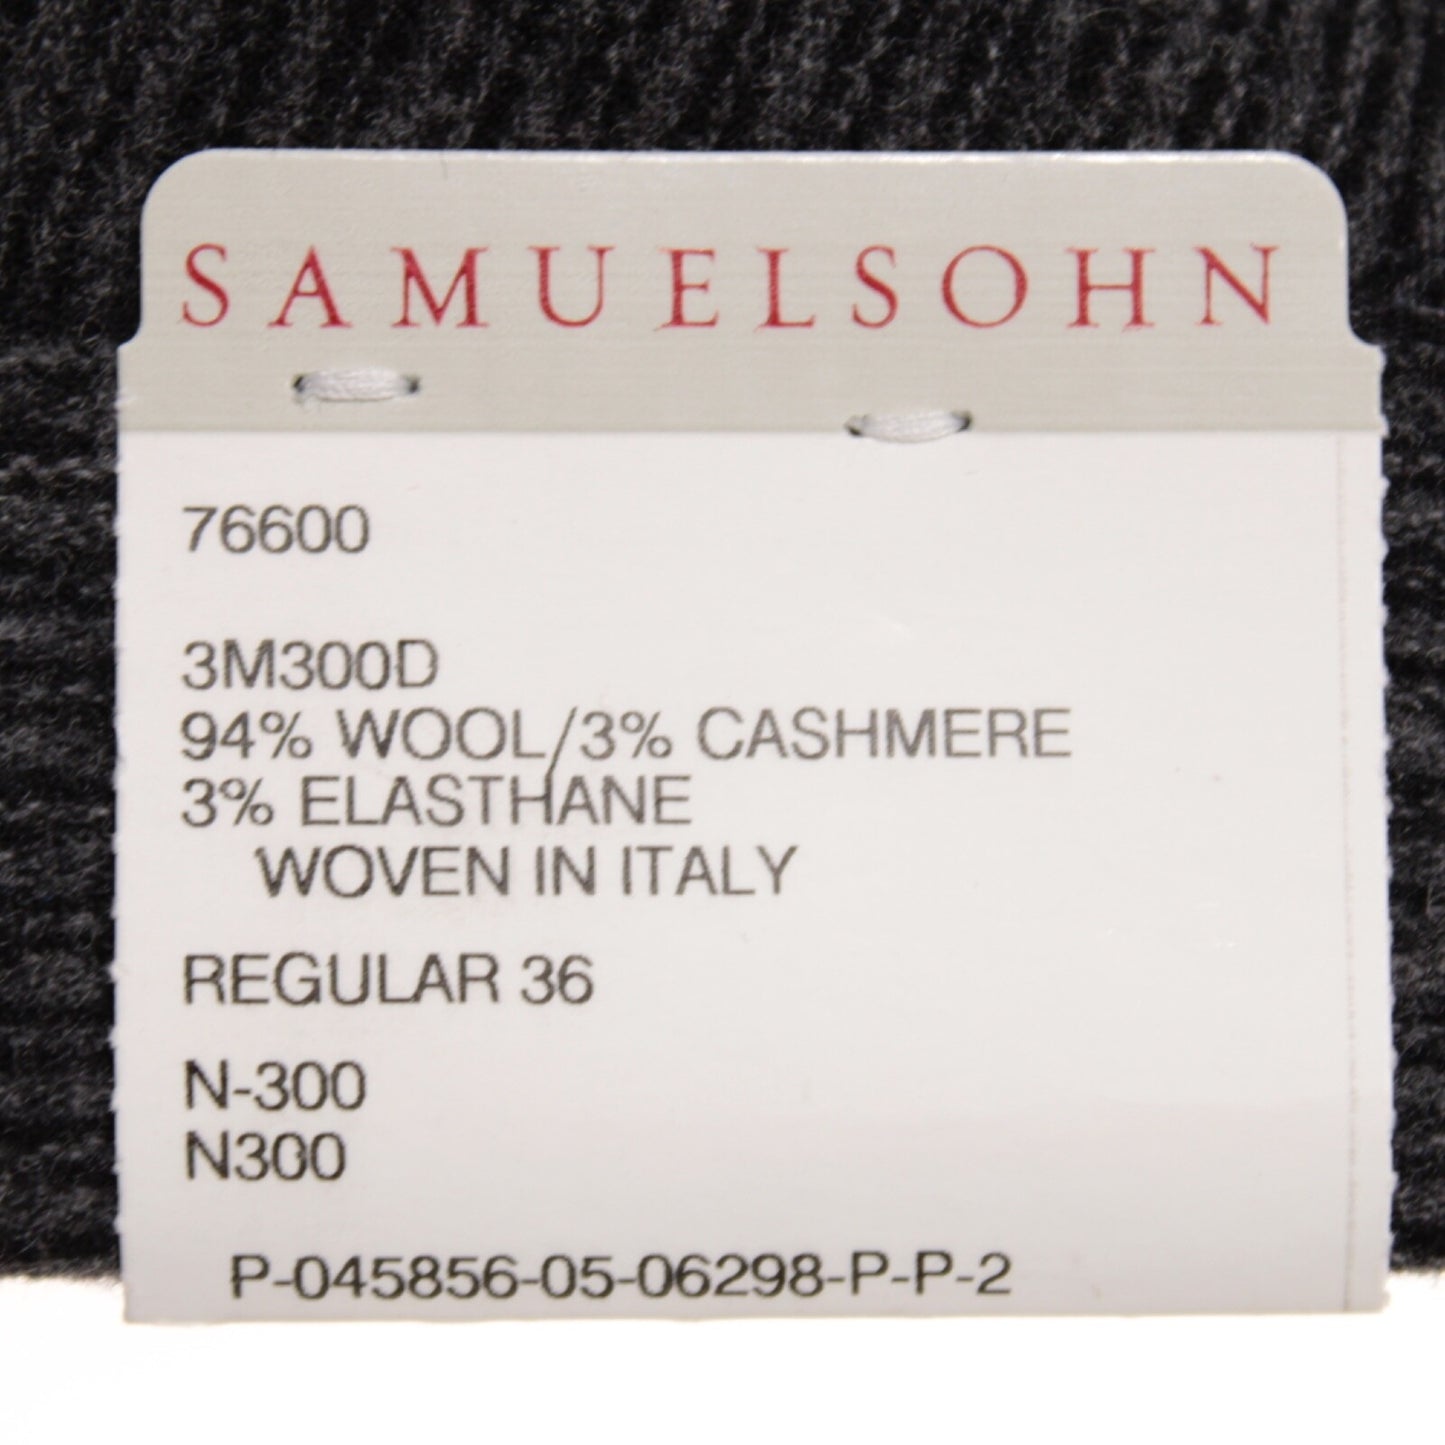 SAMUELSOHN
76600
3M300D
94% WOOL/3% CASHMERE
3% ELASTHANE
WOVEN IN ITALY
REGULAR 36
N-300
N300
P-045856-05-06298-P-P-2